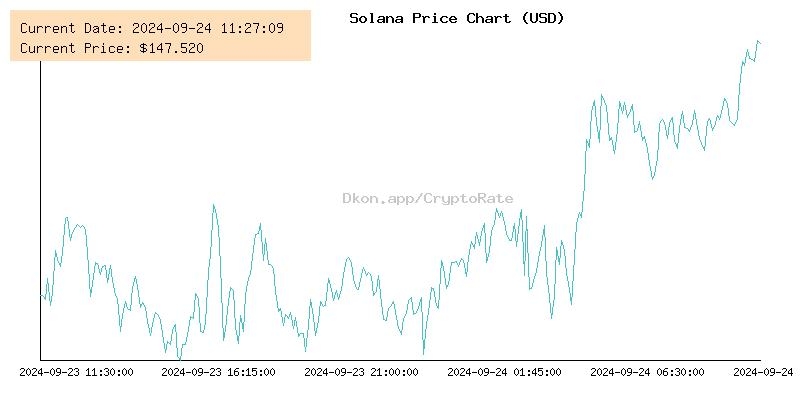 Solana Price Chart (USD)
Current Date: 2024-09-24 11:27:09
Current Price: $147.520
Dkon.app/CryptoRate
2024-09-23 11:30:00 2024-09-23 16:15:00 2024-09-23 21:00:00 2024-09-24 01:45:00 2024-09-24 06:30:00 2024-09-24